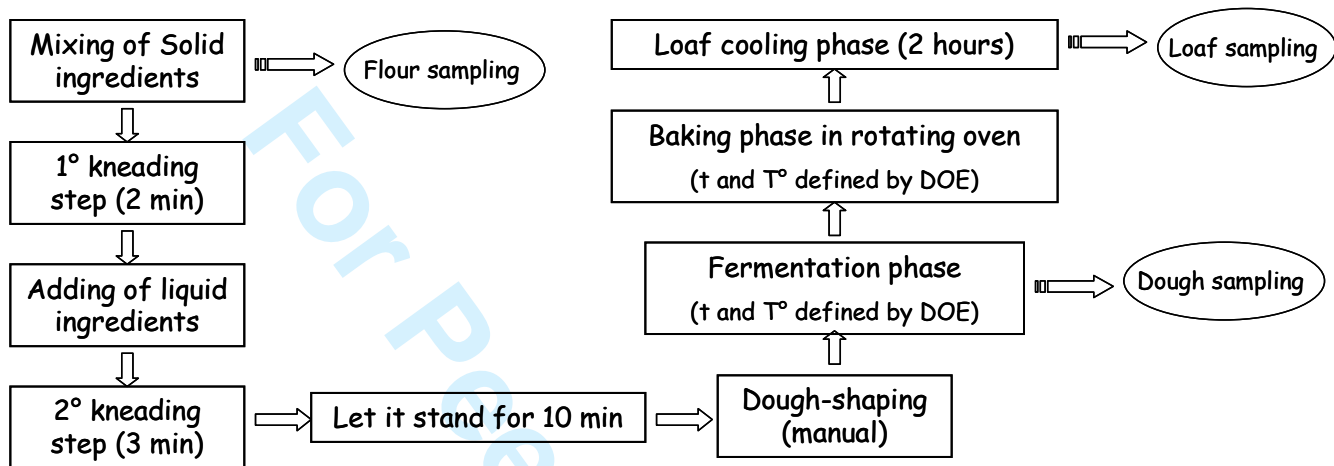 Mixing of Solid
ingredients
Flour sampling
1° kneading
step (2 min)
Adding of liquid
ingredients
2° kneading
step (3 min)
Let it stand for 10 min
Dough-shaping
(manual)
Fermentation phase
(t and T° defined by DOE)
Dough sampling
Baking phase in rotating oven
(t and T° defined by DOE)
Loaf cooling phase (2 hours)
Loaf sampling
For Pee